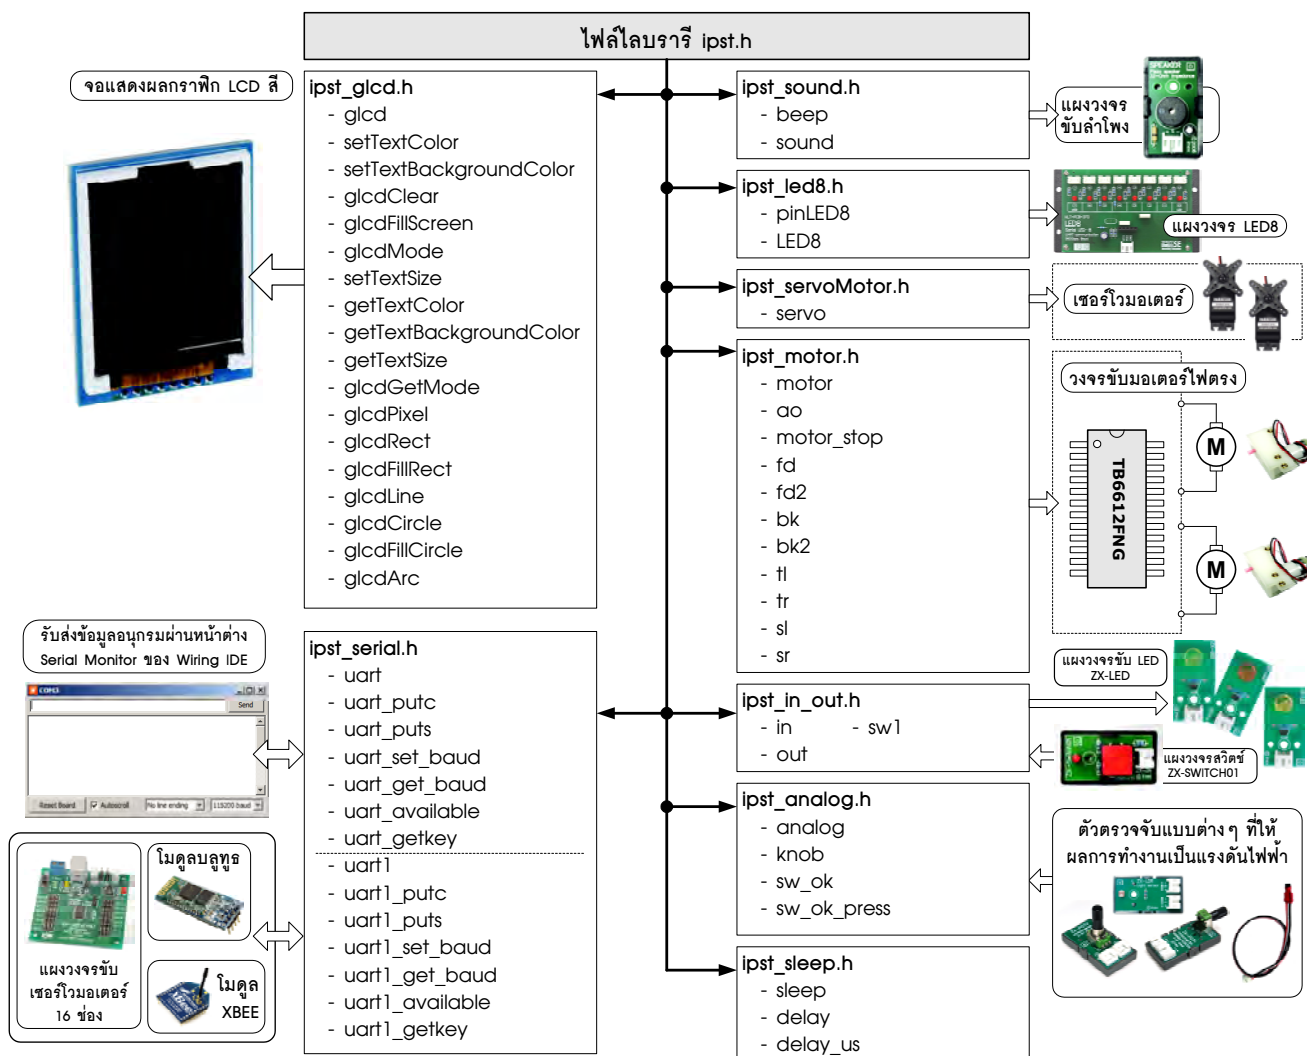 ไฟล์ไลบรารี ipst.h
จอแสดงผลกราฟิก LCD สี
ipst_glcd.h
- glcd
- setTextColor
- setTextBackgroundColor
- glcdClear
- glcdFillScreen
- glcdMode
- setTextSize
- getTextColor
- getTextBackgroundColor
- getTextSize
- glcdGetMode
- glcdPixel
- glcdRect
- glcdFillRect
- glcdLine
- glcdCircle
- glcdFillCircle
- glcdArc
รับส่งข้อมูลอนุกรมผ่านหน้าต่าง
Serial Monitor ของ Wiring IDE
COM3
Send
Reset Board
Autoscroll
No line ending
115200 baud
ipst_serial.h
- uart
- uart_putc
- uart_puts
- uart_set_baud
- uart_get_baud
- uart_available
- uart_getkey
- uart1
- uart1_putc
- uart1_puts
- uart1_set_baud
- uart1_get_baud
- uart1_available
- uart1_getkey
แผงวงจรขับ
เซอร์โวมอเตอร์
16 ช่อง
โมดูลบลูทูธ
โมดูล
XBEE
ipst_sound.h
- beep
- sound
SPEAKER
แผงวงจร
ขับลำโพง
ipst_led8.h
- pinLED8
- LED8
LED8
แผงวงจร LED8
ipst_servoMotor.h
- servo
เซอร์โวมอเตอร์
ipst_motor.h
- motor
- ao
- motor_stop
- fd
- fd2
- bk
- bk2
- tl
- tr
- sl
- sr
วงจรขับมอเตอร์ไฟตรง
TB6612FNG
M
M
ipst_in_out.h
- in - sw1
- out
แผงวงจรขับ LED
ZX-LED
แผงวงจรสวิตช์
ZX-SWITCH01
ipst_analog.h
- analog
- knob
- sw_ok
- sw_ok_press
ตัวตรวจจับแบบต่างๆ ที่ให้
ผลการทำงานเป็นแรงดันไฟฟ้า
ipst_sleep.h
- sleep
- delay
- delay_us